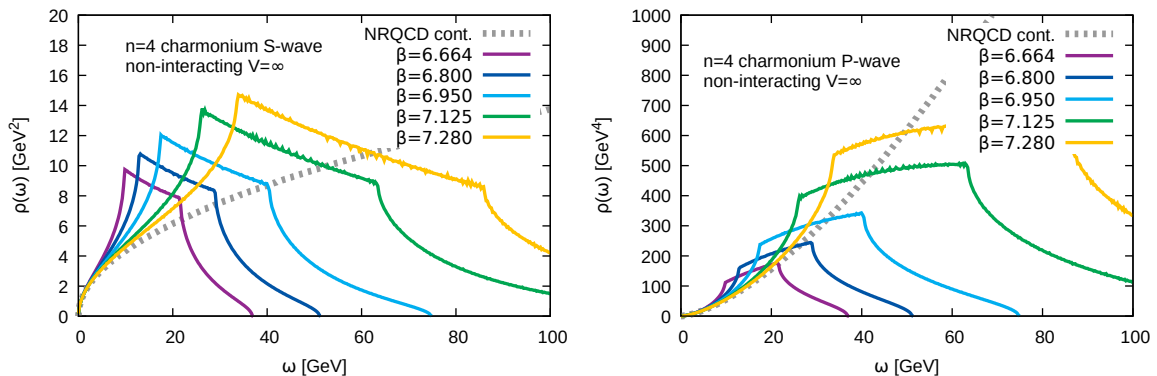 20
18
16
14
12
10
8
6
4
2
0
ρ(ω) [GeV²]
n=4 charmonium S-wave
non-interacting V=∞
NRQCD cont.
β=6.664
β=6.800
β=6.950
β=7.125
β=7.280
0 20 40 60 80 100
ω [GeV]
1000
900
800
700
600
500
400
300
200
100
0
ρ(ω) [GeV⁴]
n=4 charmonium P-wave
non-interacting V=∞
NRQCD cont.
β=6.664
β=6.800
β=6.950
β=7.125
β=7.280
0 20 40 60 80 100
ω [GeV]